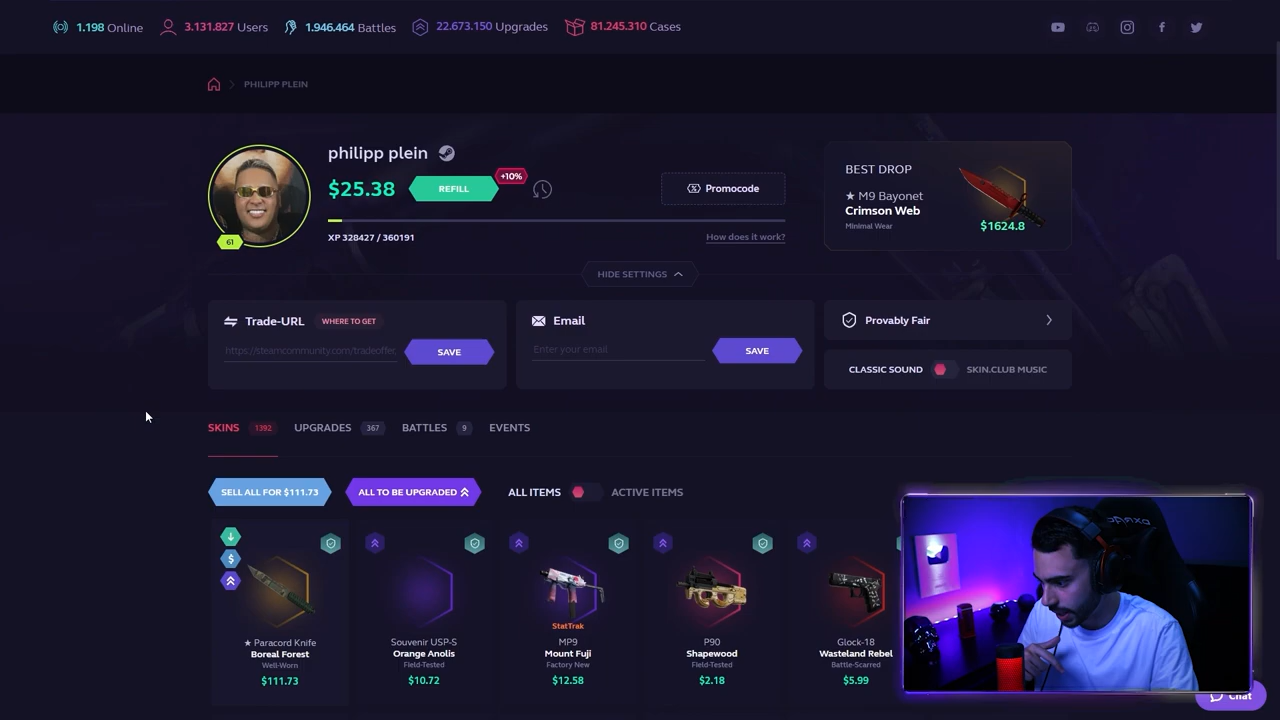 1.198 Online 3.131.827 Users 1.946.464 Battles 22.673.150 Upgrades 81.245.310 Cases
PHILIPP PLEIN
philipp plein
$25.38 REFILL +10%
Promocode
XP 328427 / 360191
How does it work?
61
BEST DROP
★ M9 Bayonet
Crimson Web
Minimal Wear
$1624.8
HIDE SETTINGS
Trade-URL WHERE TO GET
https://steamcommunity.com/tradeoffer
SAVE
Email
Enter your email
SAVE
Provably Fair
CLASSIC SOUND SKIN.CLUB MUSIC
SKINS 1392 UPGRADES 367 BATTLES 9 EVENTS
SELL ALL FOR $111.73 ALL TO BE UPGRADED ALL ITEMS ACTIVE ITEMS
$
★ Paracord Knife
Boreal Forest
Well-Worn
$111.73
Souvenir USP-S
Orange Anolis
Field-Tested
$10.72
StatTrak
MP9
Mount Fuji
Factory New
$12.58
P90
Shapewood
Field-Tested
$2.18
Glock-18
Wasteland Rebel
Battle-Scarred
$5.99
Chat